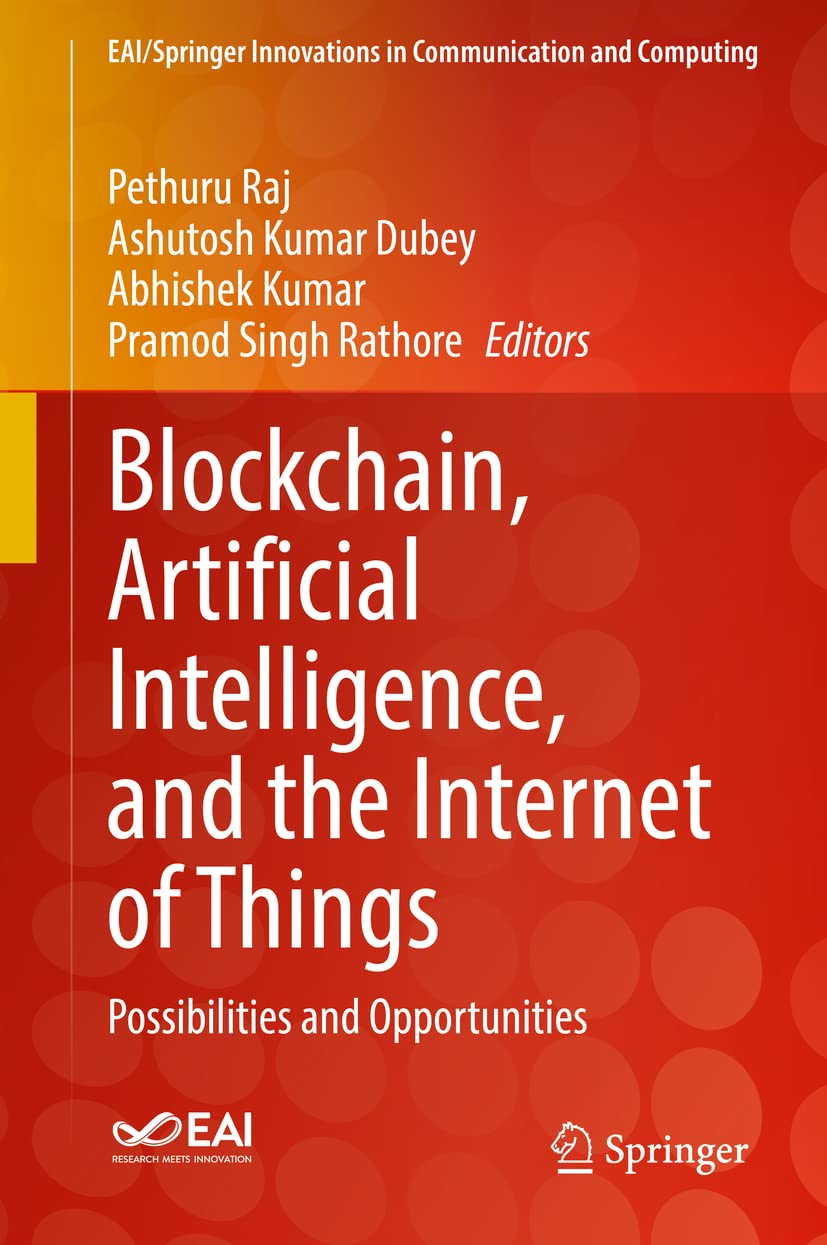 EAI/Springer Innovations in Communication and Computing
Pethuru Raj
Ashutosh Kumar Dubey
Abhishek Kumar
Pramod Singh Rathore Editors
Blockchain,
Artificial
Intelligence,
and the Internet
of Things
Possibilities and Opportunities
EAI
RESEARCH MEETS INNOVATION
Springer